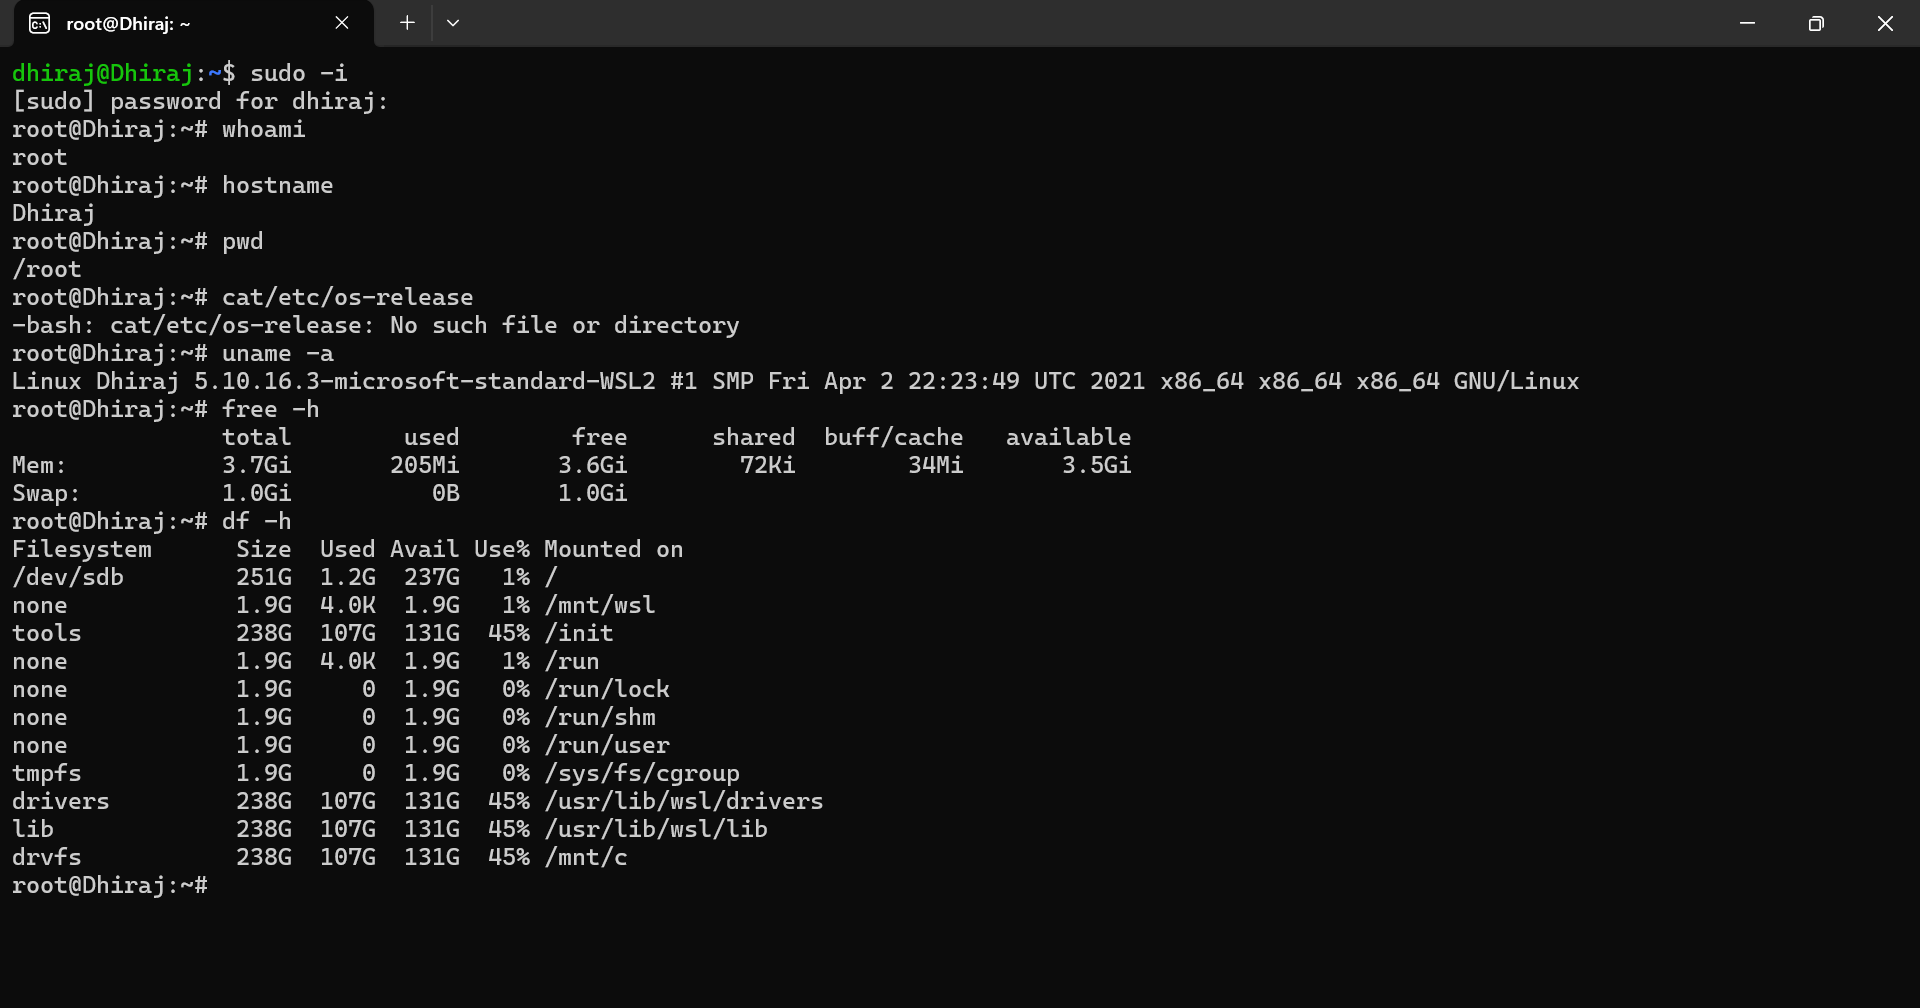 root@Dhiraj: ~
dhiraj@Dhiraj:~$ sudo -i
[sudo] password for dhiraj:
root@Dhiraj:~# whoami
root
root@Dhiraj:~# hostname
Dhiraj
root@Dhiraj:~# pwd
/root
root@Dhiraj:~# cat/etc/os-release
-bash: cat/etc/os-release: No such file or directory
root@Dhiraj:~# uname -a
Linux Dhiraj 5.10.16.3-microsoft-standard-WSL2 #1 SMP Fri Apr 2 22:23:49 UTC 2021 x86_64 x86_64 x86_64 GNU/Linux
root@Dhiraj:~# free -h
               total        used        free      shared  buff/cache   available
Mem:           3.7Gi       205Mi       3.6Gi        72Ki        34Mi       3.5Gi
Swap:          1.0Gi          0B       1.0Gi
root@Dhiraj:~# df -h
Filesystem      Size  Used Avail Use% Mounted on
/dev/sdb        251G  1.2G  237G   1% /
none            1.9G  4.0K  1.9G   1% /mnt/wsl
tools           238G  107G  131G  45% /init
none            1.9G  4.0K  1.9G   1% /run
none            1.9G     0  1.9G   0% /run/lock
none            1.9G     0  1.9G   0% /run/shm
none            1.9G     0  1.9G   0% /run/user
tmpfs           1.9G     0  1.9G   0% /sys/fs/cgroup
drivers         238G  107G  131G  45% /usr/lib/wsl/drivers
lib             238G  107G  131G  45% /usr/lib/wsl/lib
drvfs           238G  107G  131G  45% /mnt/c
root@Dhiraj:~#